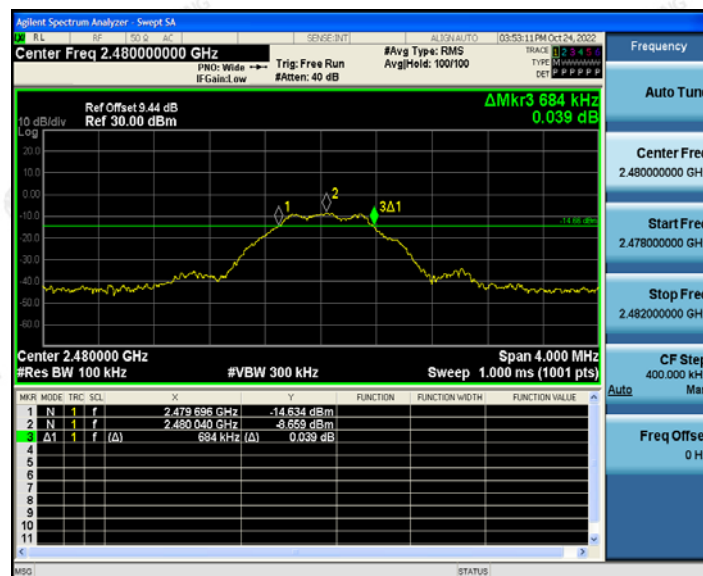 Agilent Spectrum Analyzer - Swept SA
RL RF 50 Ω AC SENSE:INT ALIGNAUTO 03:53:11 PM Oct 24, 2022
Center Freq 2.480000000 GHz
PNO: Wide
IFGain:Low
Trig: Free Run
#Atten: 40 dB
#Avg Type: RMS
Avg|Hold: 100/100
TRACE 1 2 3 4 5 6
TYPE M W W W W W
DET P P P P P P
ΔMkr3 684 kHz
0.039 dB
Ref Offset 9.44 dB
10 dB/div Ref 30.00 dBm
Log
20.0
10.0
0.00
-10.0
-20.0
-30.0
-40.0
-50.0
-60.0
1
2
3Δ1
-14.66 dBm
Center 2.480000 GHz Span 4.000 MHz
#Res BW 100 kHz #VBW 300 kHz Sweep 1.000 ms (1001 pts)
MKR MODE TRC SCL X Y FUNCTION FUNCTION WIDTH FUNCTION VALUE
1 N 1 f 2.479 696 GHz -14.634 dBm
2 N 1 f 2.480 040 GHz -8.659 dBm
3 Δ1 1 f (Δ) 684 kHz (Δ) 0.039 dB
4
5
6
7
8
9
10
11
MSG STATUS
Frequency
Auto Tun
Center Fre
2.480000000 GH
Start Fre
2.478000000 GH
Stop Fre
2.482000000 GH
CF Step
400.000 kH
Auto Ma
Freq Offse
0 H